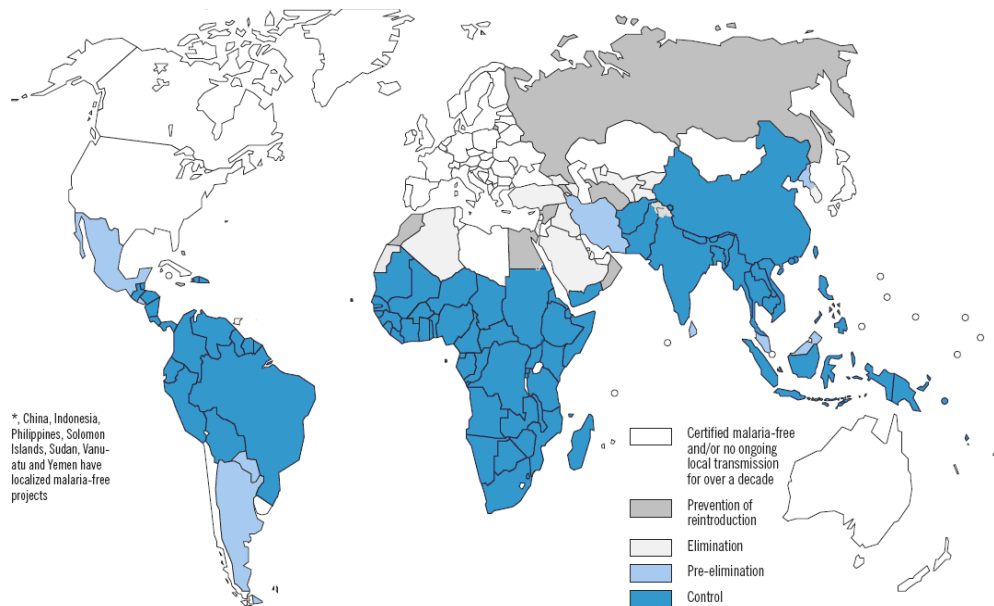 *, China, Indonesia,
Philippines, Solomon
Islands, Sudan, Vanu-
atu and Yemen have
localized malaria-free
projects
Certified malaria-free
and/or no ongoing
local transmission
for over a decade
Prevention of
reintroduction
Elimination
Pre-elimination
Control